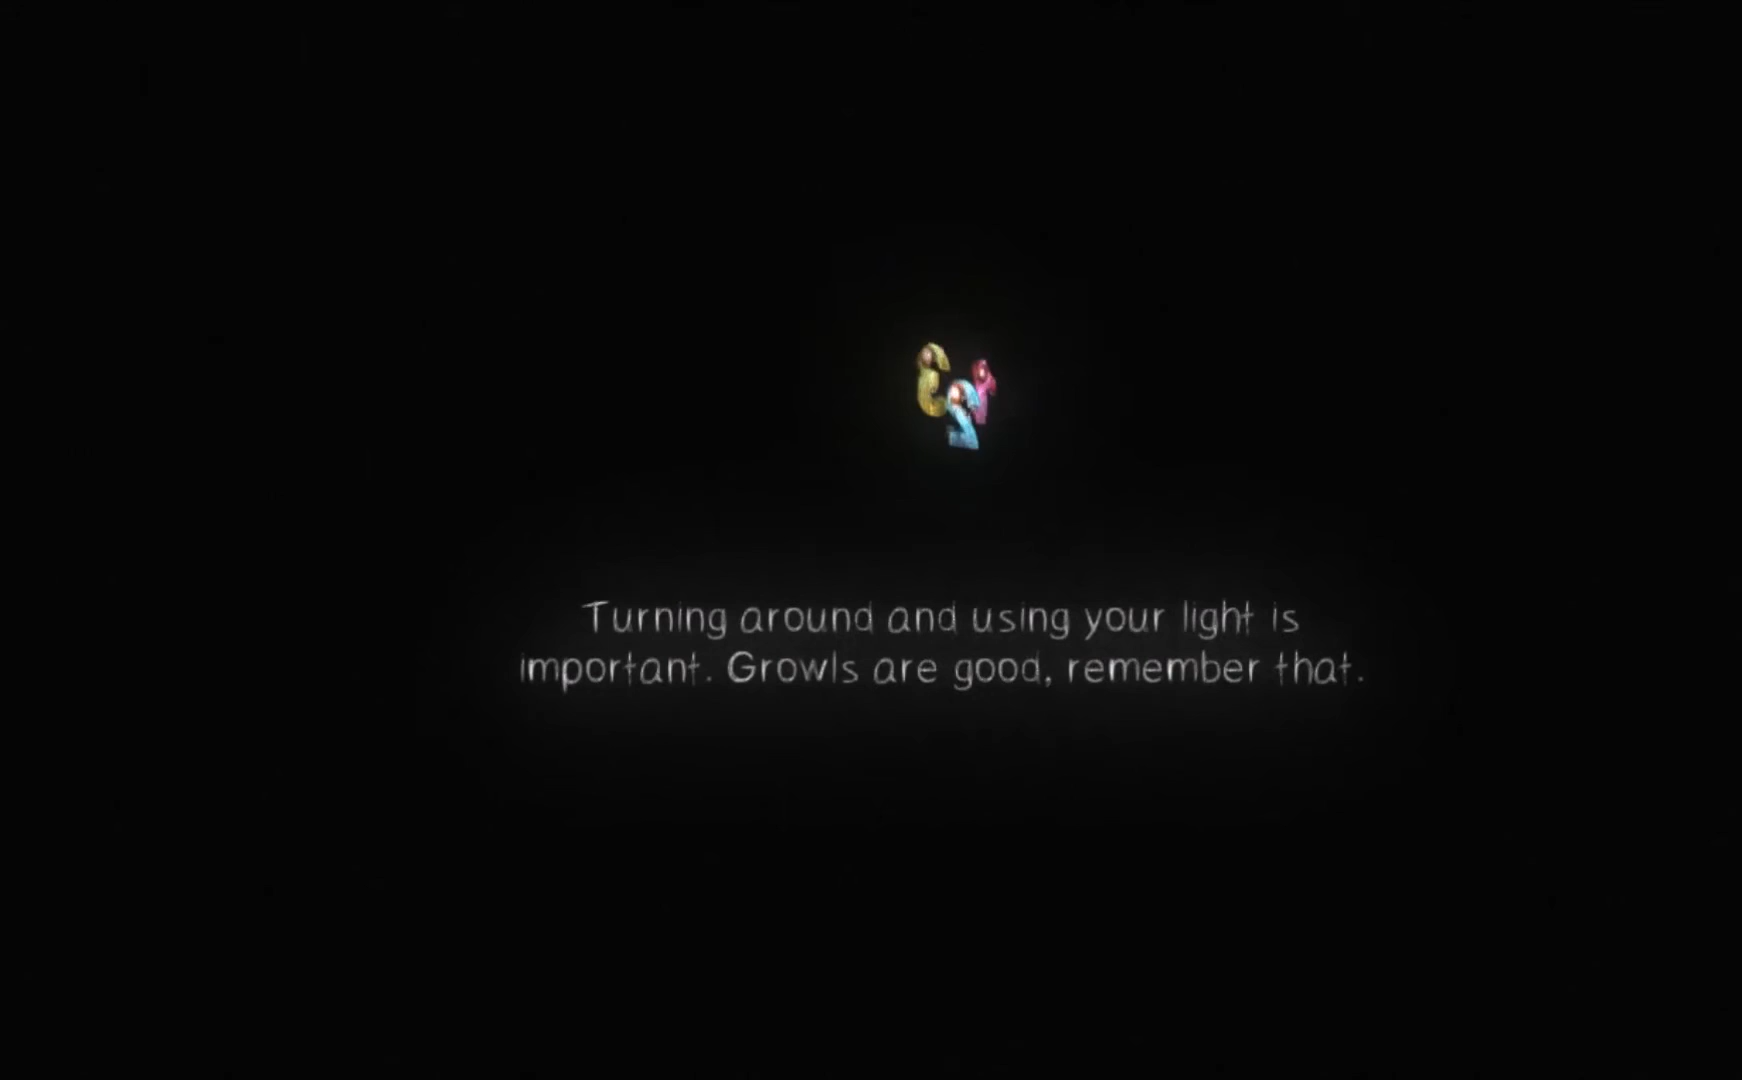 Turning around and using your light is
important. Growls are good, remember that.